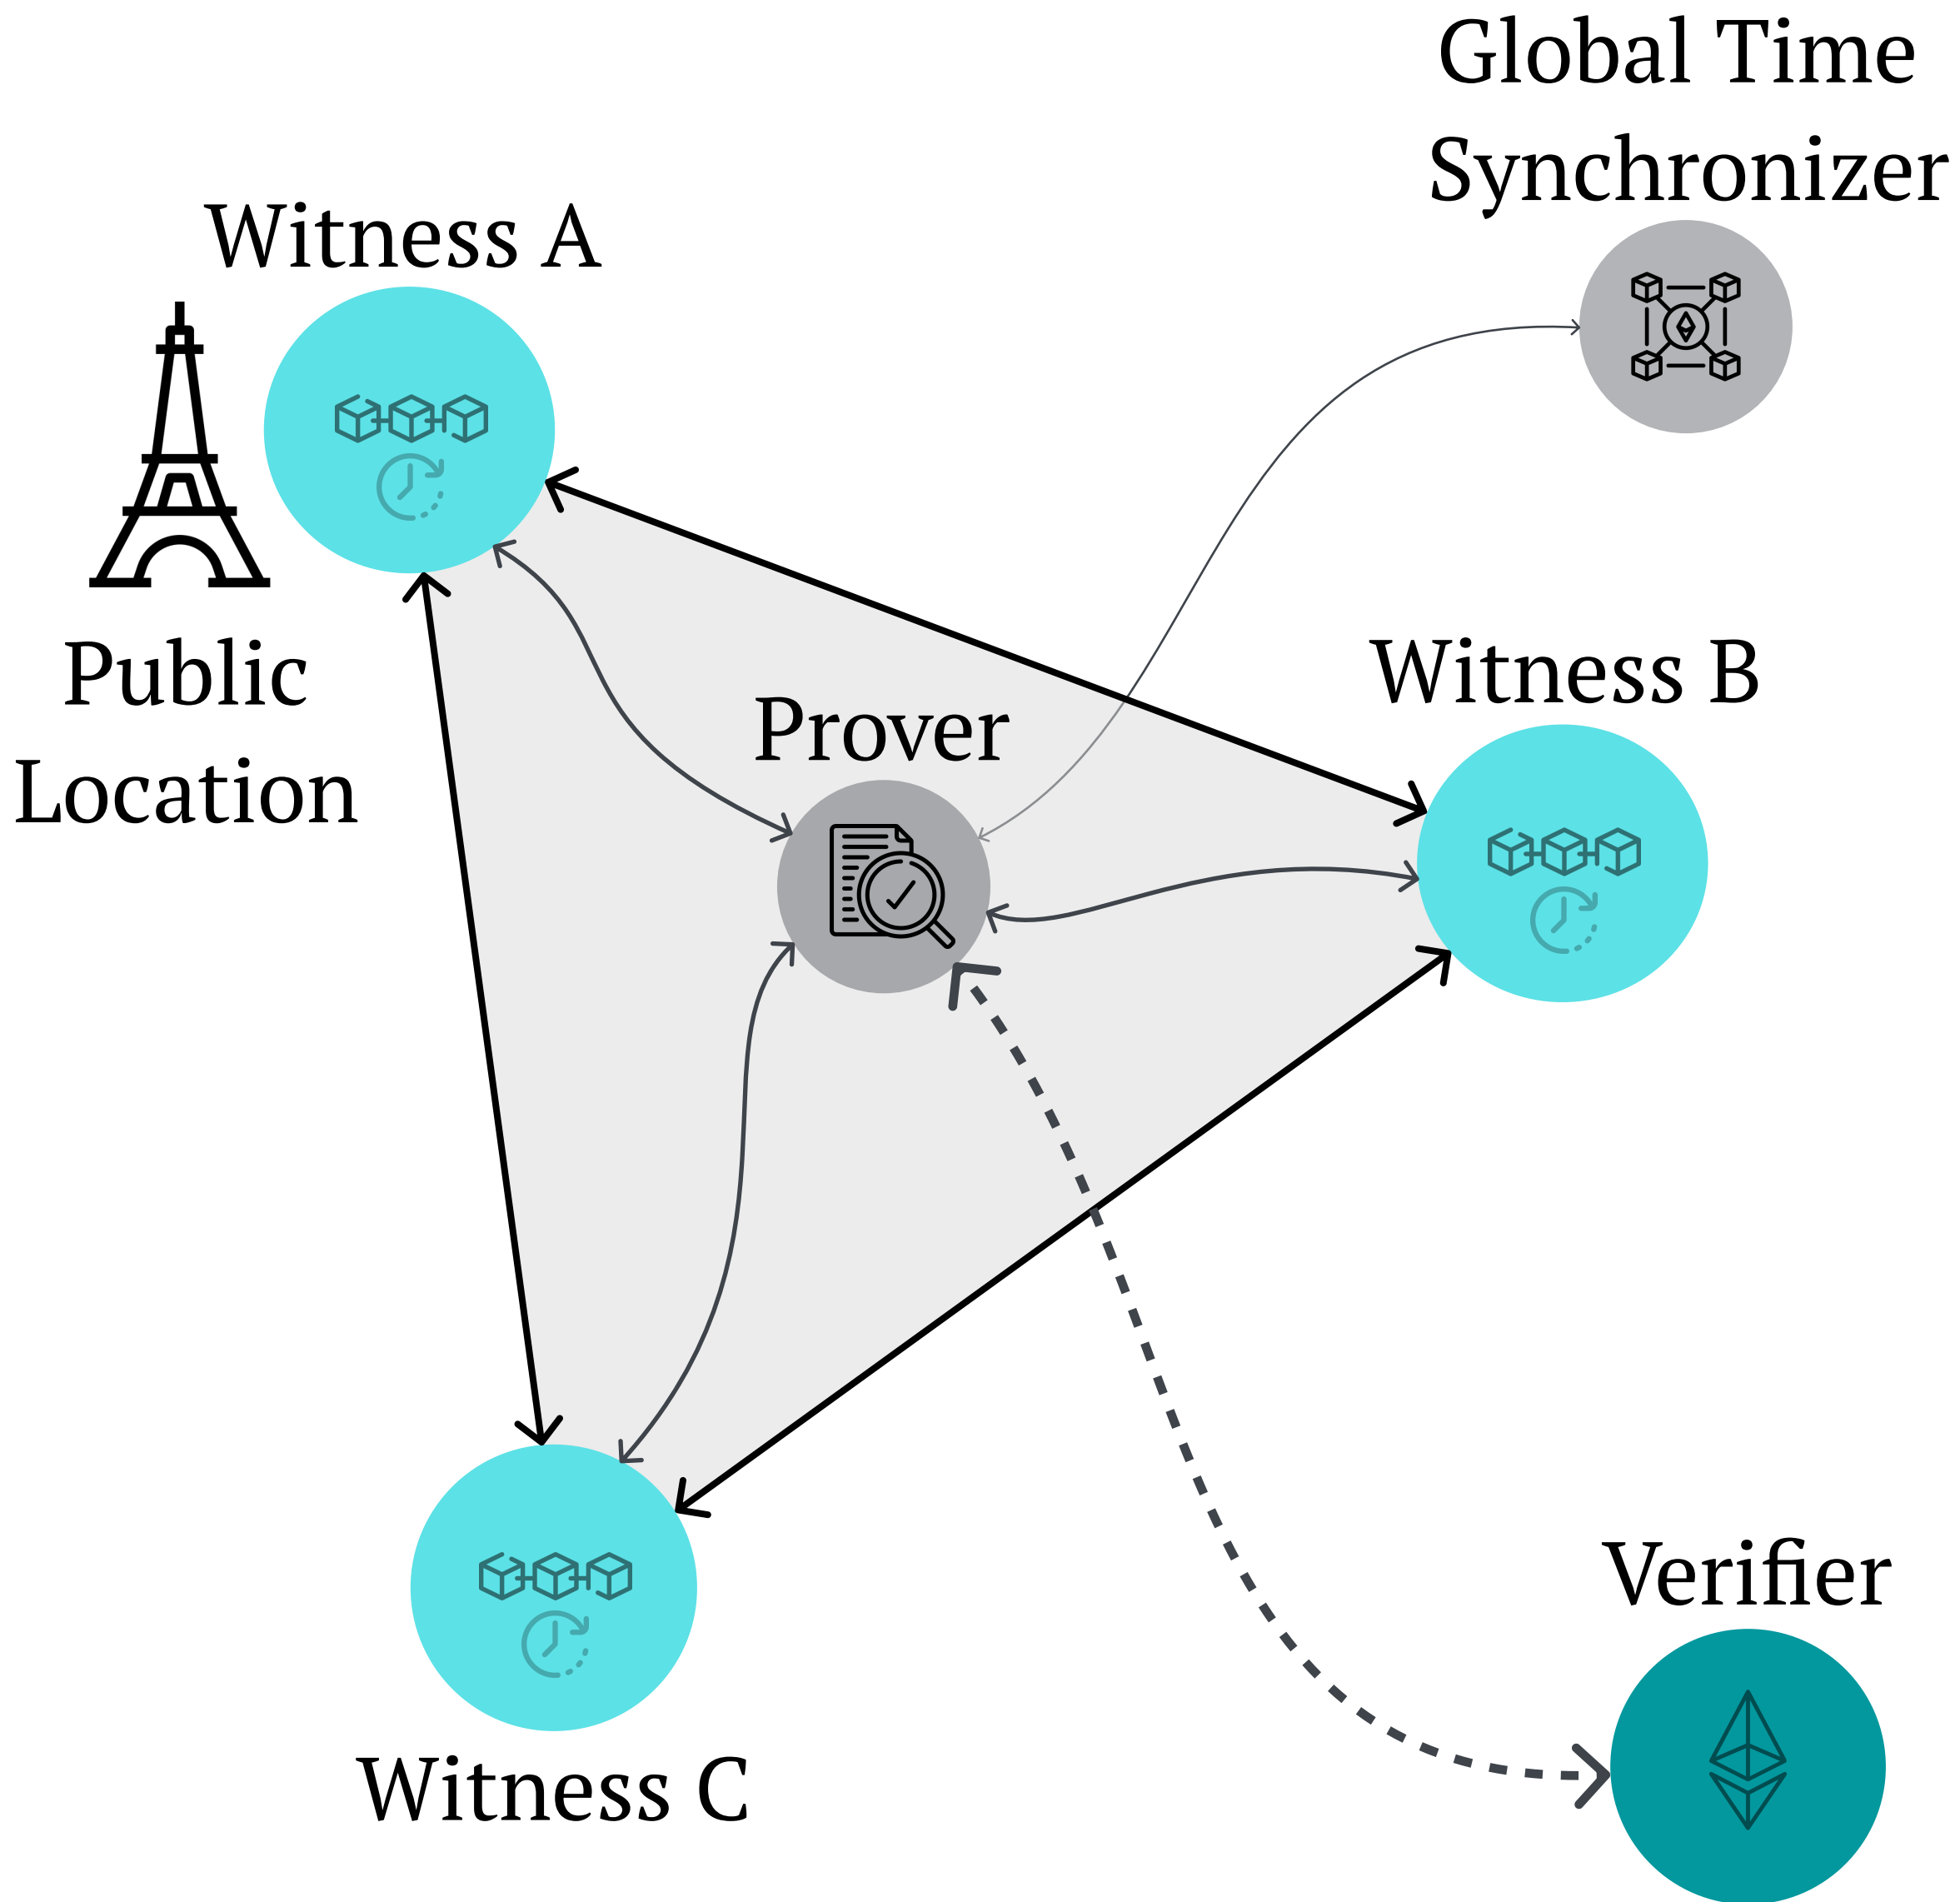 Global Time
Synchronizer
Witness A
Public
Location
Prover
Witness B
Verifier
Witness C